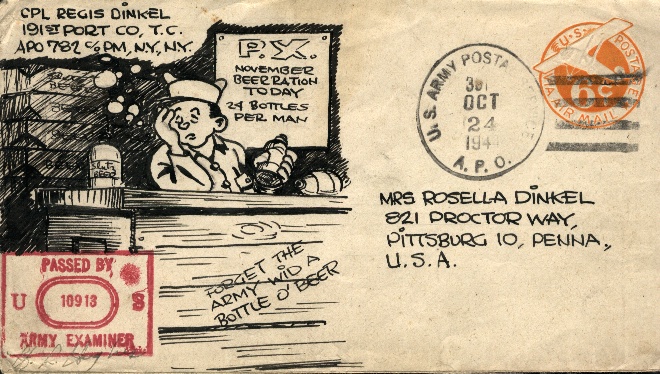 CPL REGIS DINKEL
191ST PORT CO, T.C.
APO 782 C/O PM, N.Y., N.Y.
P.X.
NOVEMBER
BEER RATION
TODAY
24 BOTTLES
PER MAN
FORGET THE
ARMY WID A
BOTTLE O' BEER
PASSED BY
U 10913 S
ARMY EXAMINER
U.S. ARMY POSTAL
OCT
24
194
A.P.O.
U.S. POSTAGE
6C
VIA AIR MAIL
MRS ROSELLA DINKEL
821 PROCTOR WAY,
PITTSBURG 10, PENNA.,
U.S.A.